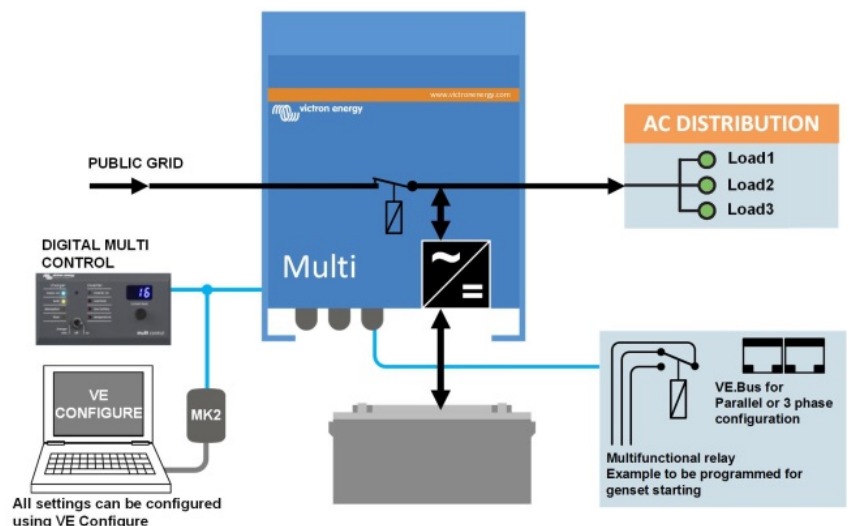 www.victronenergy.com
victron energy
AC DISTRIBUTION
Load1
Load2
Load3
PUBLIC GRID
DIGITAL MULTI
CONTROL
Multi
16
multi control
VE
CONFIGURE
MK2
All settings can be configured
using VE Configure
VE.Bus for
Parallel or 3 phase
configuration
Multifunctional relay
Example to be programmed for
genset starting